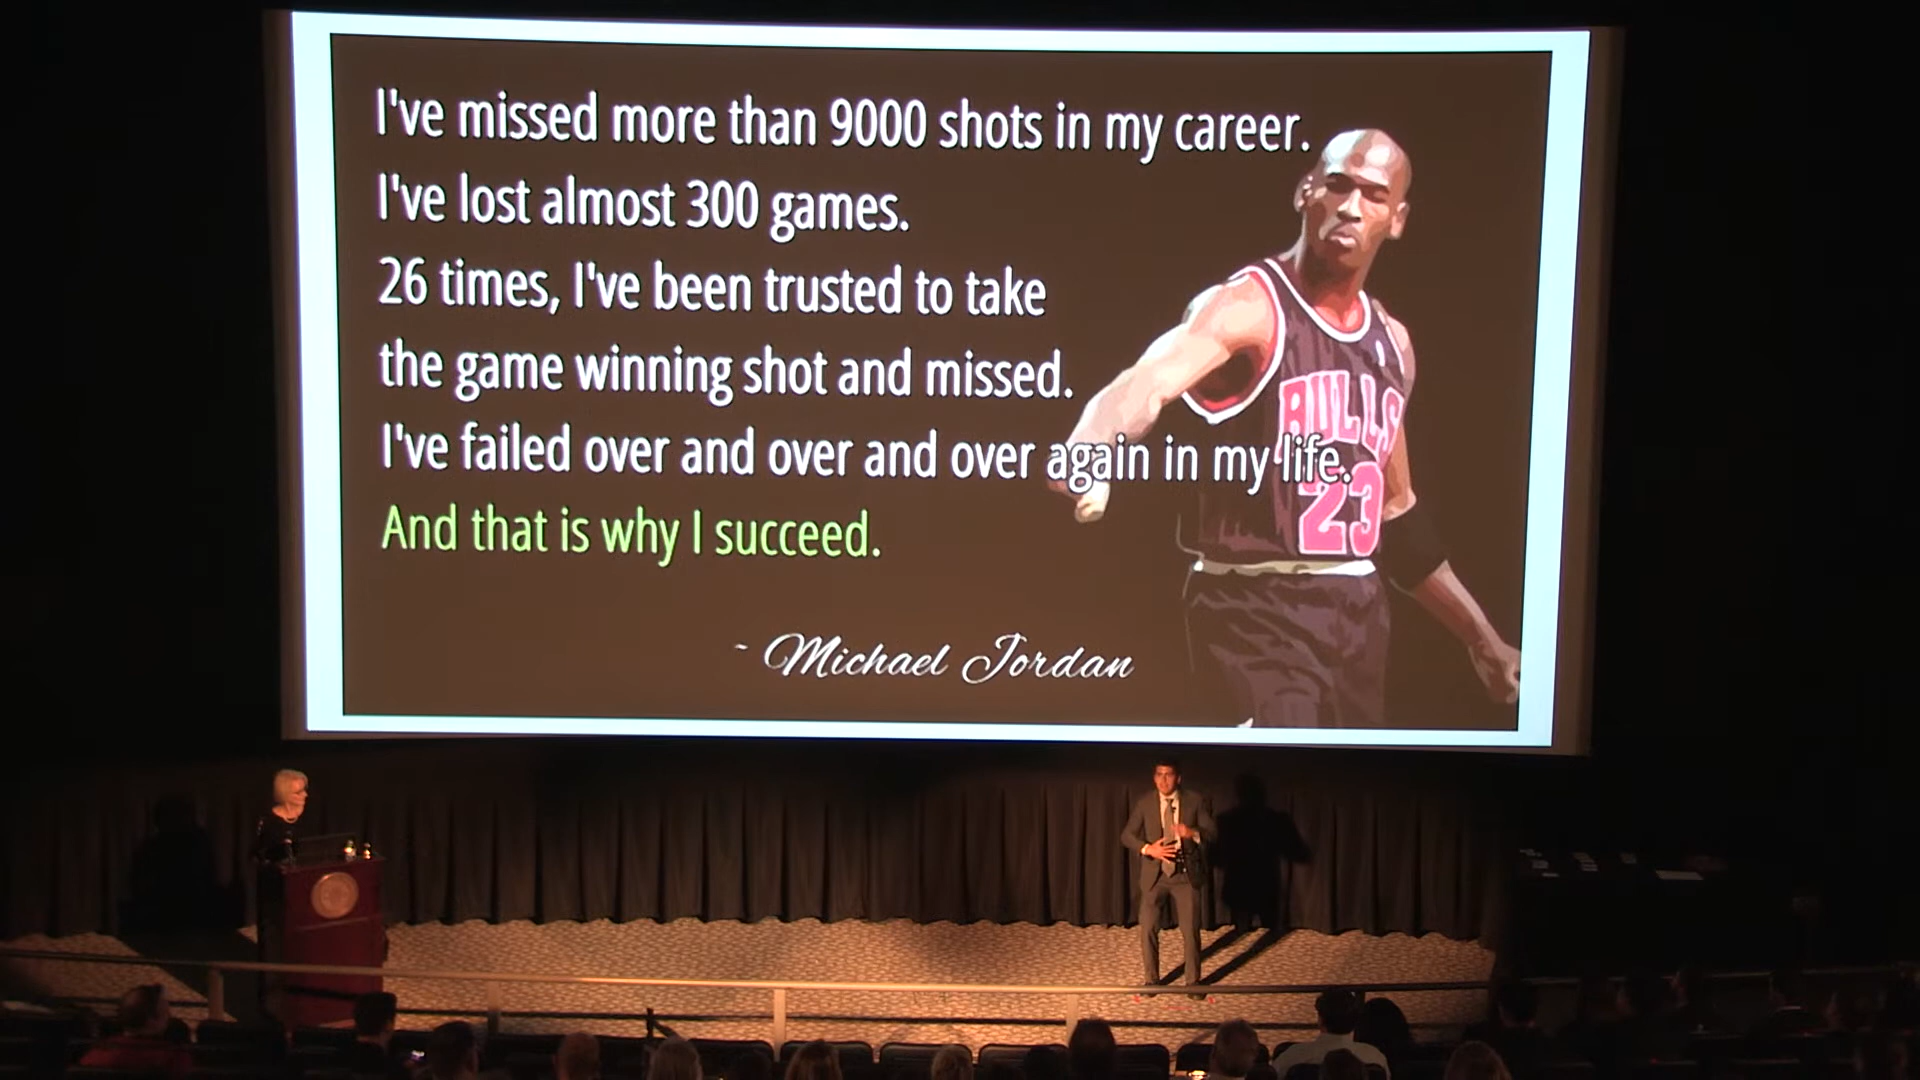 I've missed more than 9000 shots in my career.
I've lost almost 300 games.
26 times, I've been trusted to take
the game winning shot and missed.
I've failed over and over and over again in my life.
And that is why I succeed.
- Michael Jordan
BULLS
23